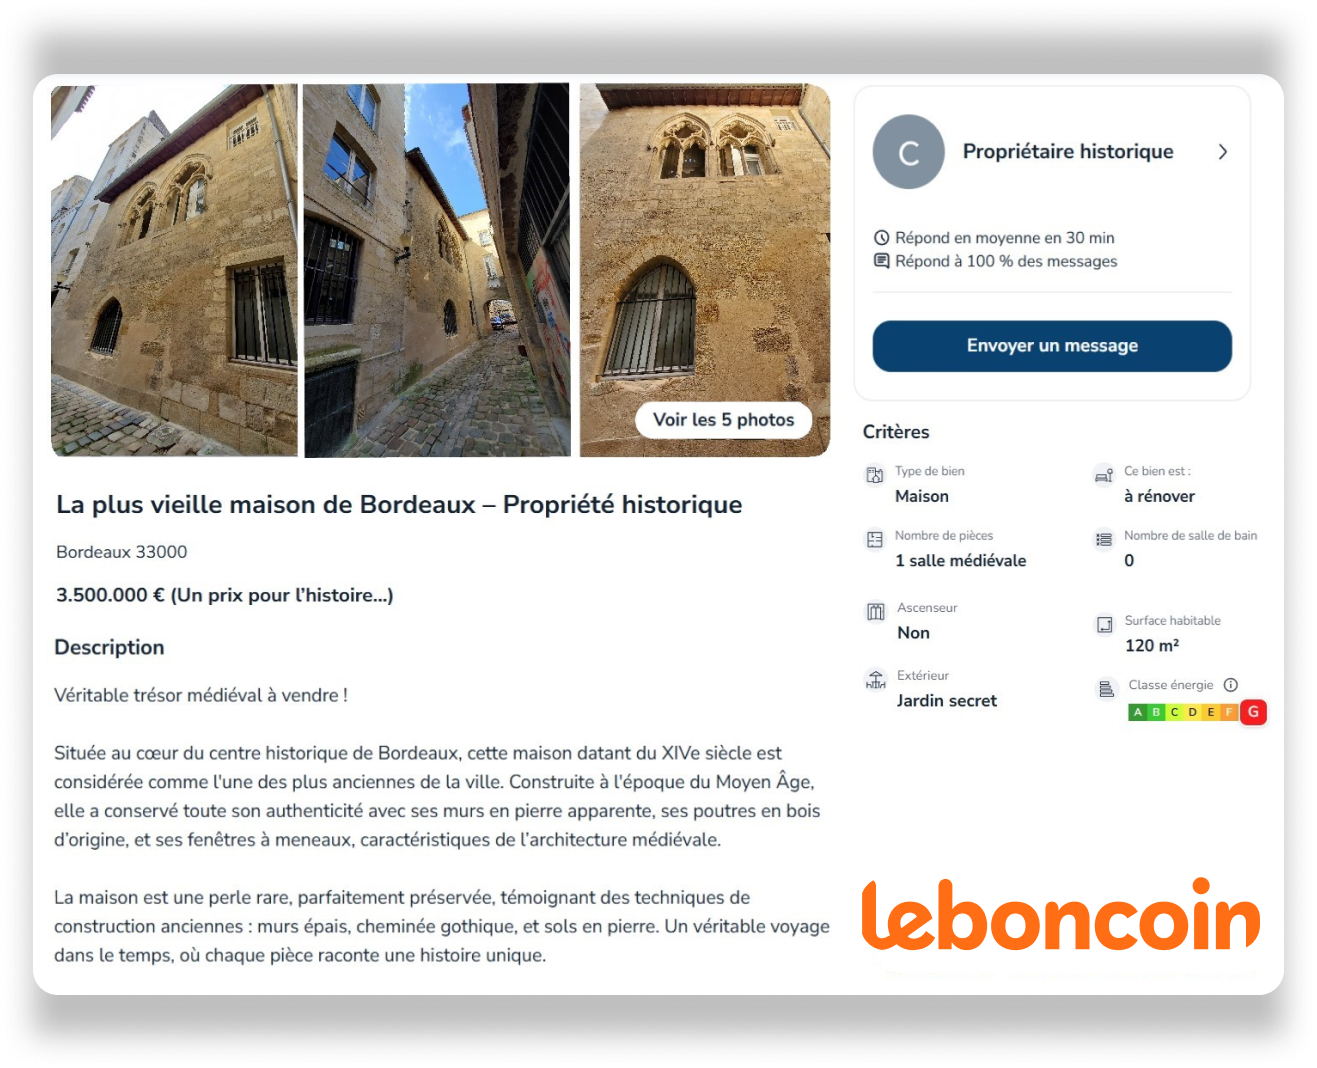 Voir les 5 photos
La plus vieille maison de Bordeaux – Propriété historique
Bordeaux 33000
3.500.000 € (Un prix pour l’histoire...)
Description
Véritable trésor médiéval à vendre !
Située au cœur du centre historique de Bordeaux, cette maison datant du XIVe siècle est
considérée comme l'une des plus anciennes de la ville. Construite à l'époque du Moyen Âge,
elle a conservé toute son authenticité avec ses murs en pierre apparente, ses poutres en bois
d’origine, et ses fenêtres à meneaux, caractéristiques de l’architecture médiévale.
La maison est une perle rare, parfaitement préservée, témoignant des techniques de
construction anciennes : murs épais, cheminée gothique, et sols en pierre. Un véritable voyage
dans le temps, où chaque pièce raconte une histoire unique.
C
Propriétaire historique
Répond en moyenne en 30 min
Répond à 100 % des messages
Envoyer un message
Critères
Type de bien
Maison
Ce bien est :
à rénover
Nombre de pièces
1 salle médiévale
Nombre de salle de bain
0
Ascenseur
Non
Surface habitable
120 m²
Extérieur
Jardin secret
Classe énergie
A B C D E F G
leboncoin